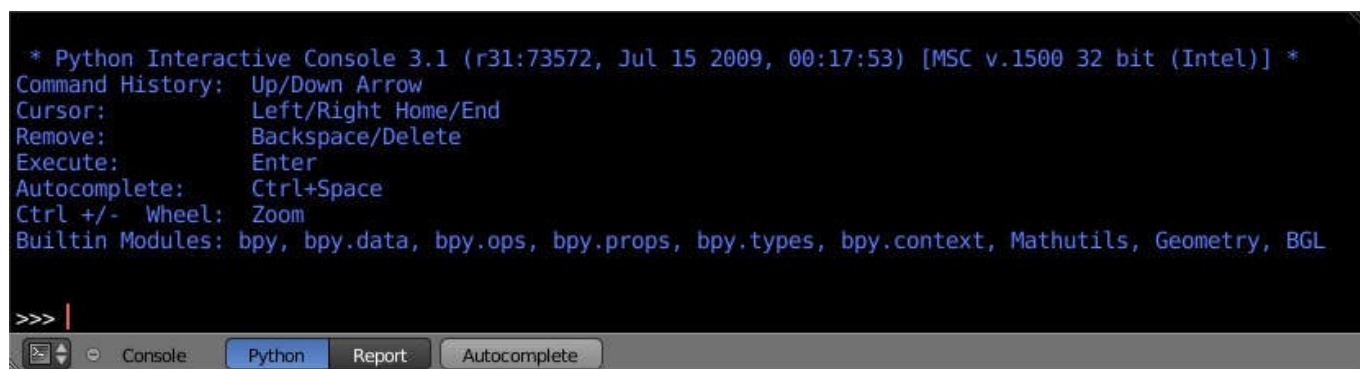 * Python Interactive Console 3.1 (r31:73572, Jul 15 2009, 00:17:53) [MSC v.1500 32 bit (Intel)] *
Command History: Up/Down Arrow
Cursor: Left/Right Home/End
Remove: Backspace/Delete
Execute: Enter
Autocomplete: Ctrl+Space
Ctrl +/- Wheel: Zoom
Builtin Modules: bpy, bpy.data, bpy.ops, bpy.props, bpy.types, bpy.context, Mathutils, Geometry, BGL
>>>
Console Python Report Autocomplete